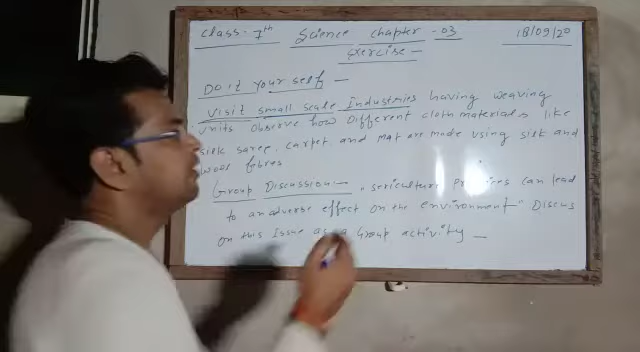 Class - 7th Science chapter - 03 18/09/20
Exercise -
Do it your self -
Visit small scale Industries having weaving
units observe how Different cloth materials like
silk saree, carpet, and mat are made using silk and
wool fibres
Group Discussion:- "sericulture can lead
to an adverse effect on the environment" Discus
on this Issue as a Group activity -